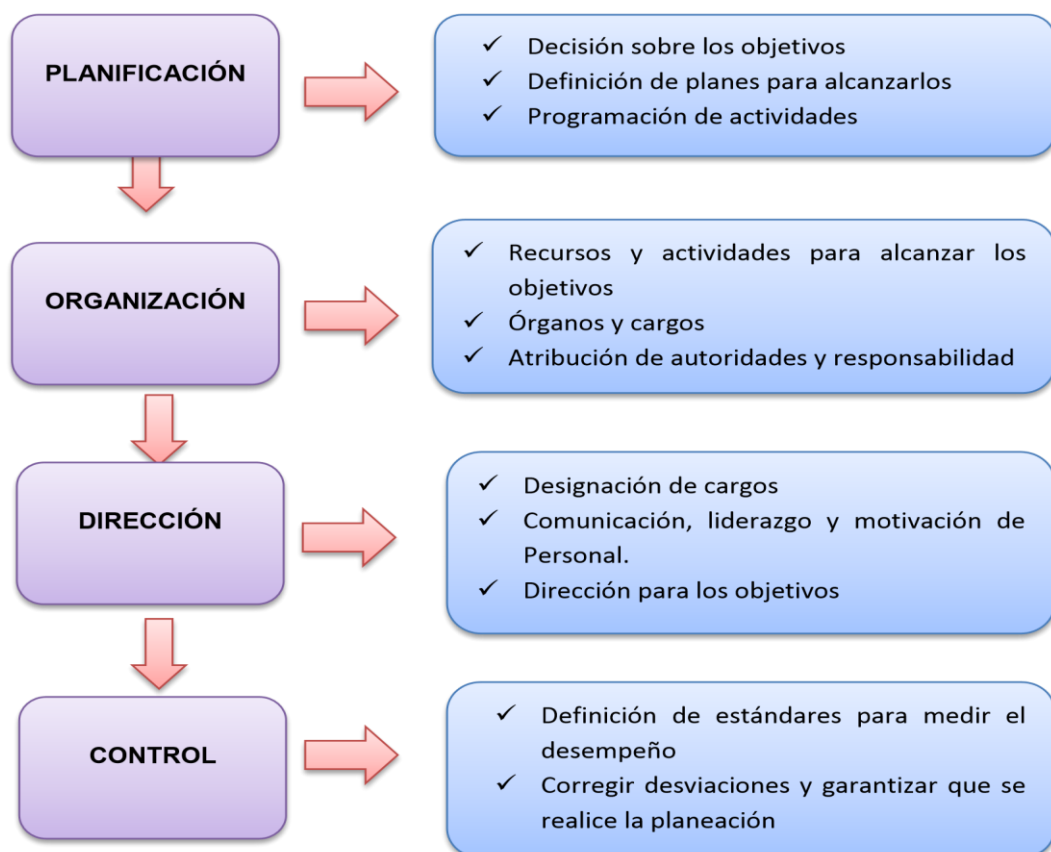 PLANIFICACIÓN
✓ Decisión sobre los objetivos
✓ Definición de planes para alcanzarlos
✓ Programación de actividades
ORGANIZACIÓN
✓ Recursos y actividades para alcanzar los
objetivos
✓ Órganos y cargos
✓ Atribución de autoridades y responsabilidad
DIRECCIÓN
✓ Designación de cargos
✓ Comunicación, liderazgo y motivación de
Personal.
✓ Dirección para los objetivos
CONTROL
✓ Definición de estándares para medir el
desempeño
✓ Corregir desviaciones y garantizar que se
realice la planeación